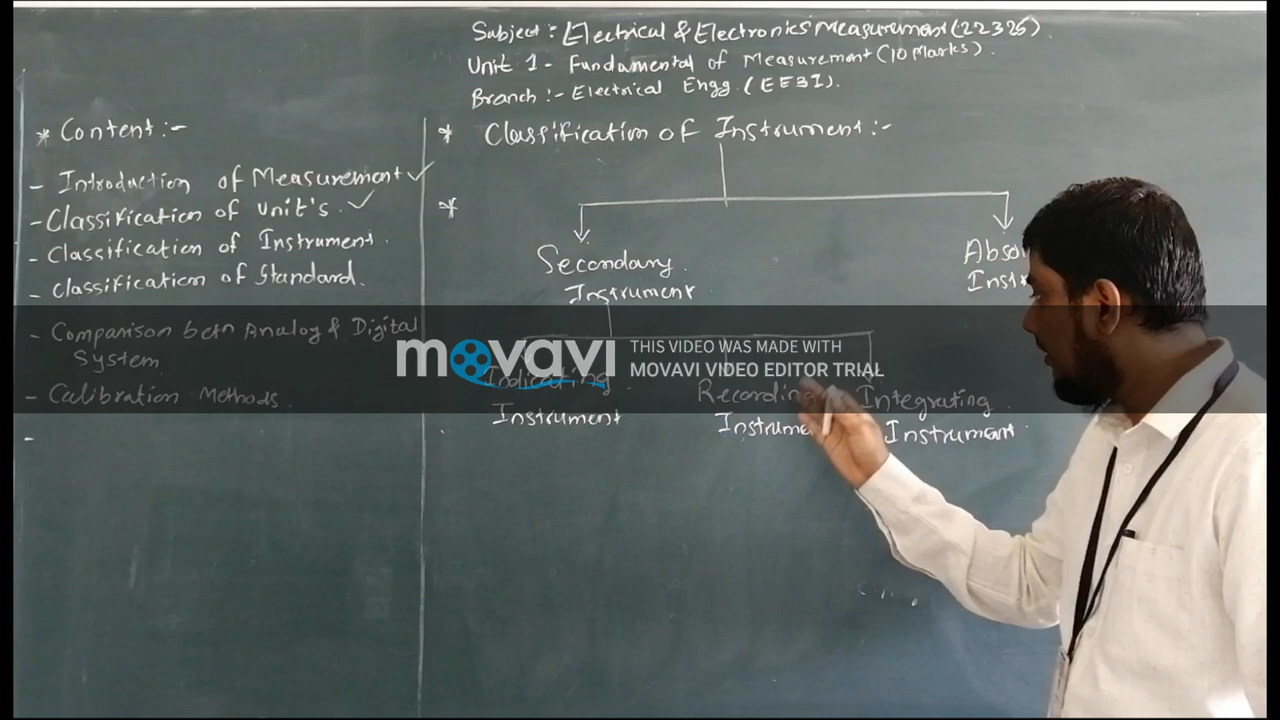 Subject : Electrical & Electronics Measurement (22325).
Unit 1 - Fundamental of Measurement (10 Marks).
Branch :- Electrical Engg. (EE3I).
* Content :-
- Introduction of Measurement ✓
- Classification of Unit's. ✓
- Classification of Instrument.
- Classification of Standard.
- Comparison betn Analog & Digital
System.
- Calibration Methods.
-
* Classification of Instrument :-
*
Secondary
Instrument
Abso
Instr
Indicating
Instrument
Recording
Instrume
Integrating
Instrument
movavi
THIS VIDEO WAS MADE WITH
MOVAVI VIDEO EDITOR TRIAL